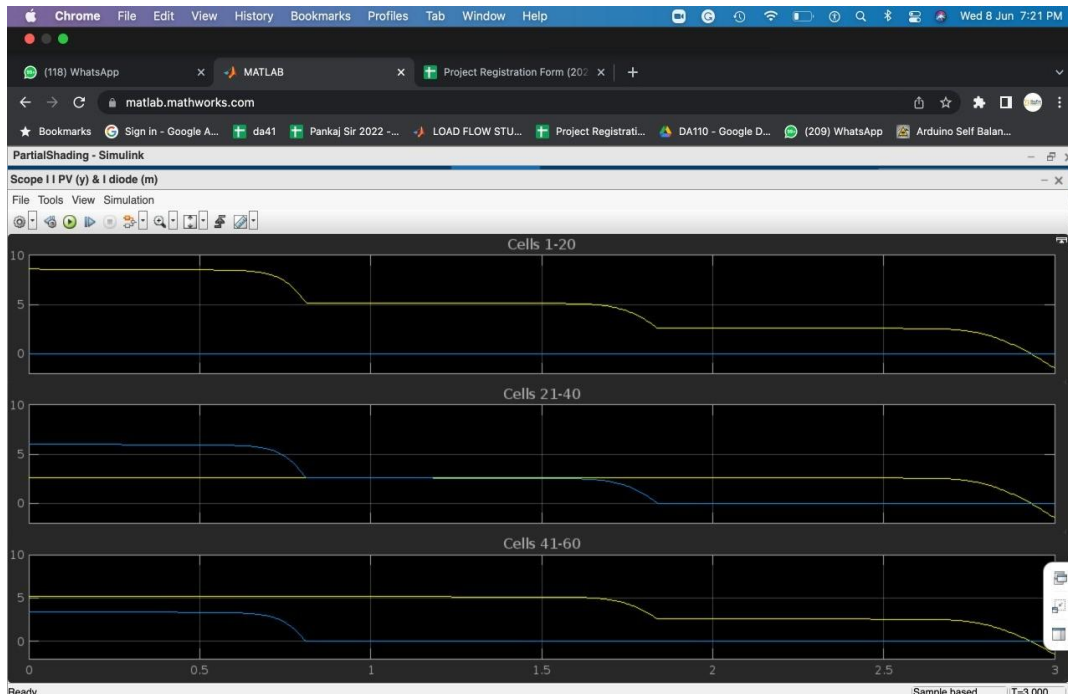 Chrome File Edit View History Bookmarks Profiles Tab Window Help Wed 8 Jun 7:21 PM
(118) WhatsApp MATLAB Project Registration Form (202
matlab.mathworks.com
Bookmarks Sign in - Google A... da41 Pankaj Sir 2022 -... LOAD FLOW STU... Project Registrati... DA110 - Google D... (209) WhatsApp Arduino Self Balan...
PartialShading - Simulink
Scope I I PV (y) & I diode (m)
File Tools View Simulation
Cells 1-20
10
5
0
Cells 21-40
10
5
0
Cells 41-60
10
5
0
0 0.5 1 1.5 2 2.5 3
Ready Sample based T=3.000